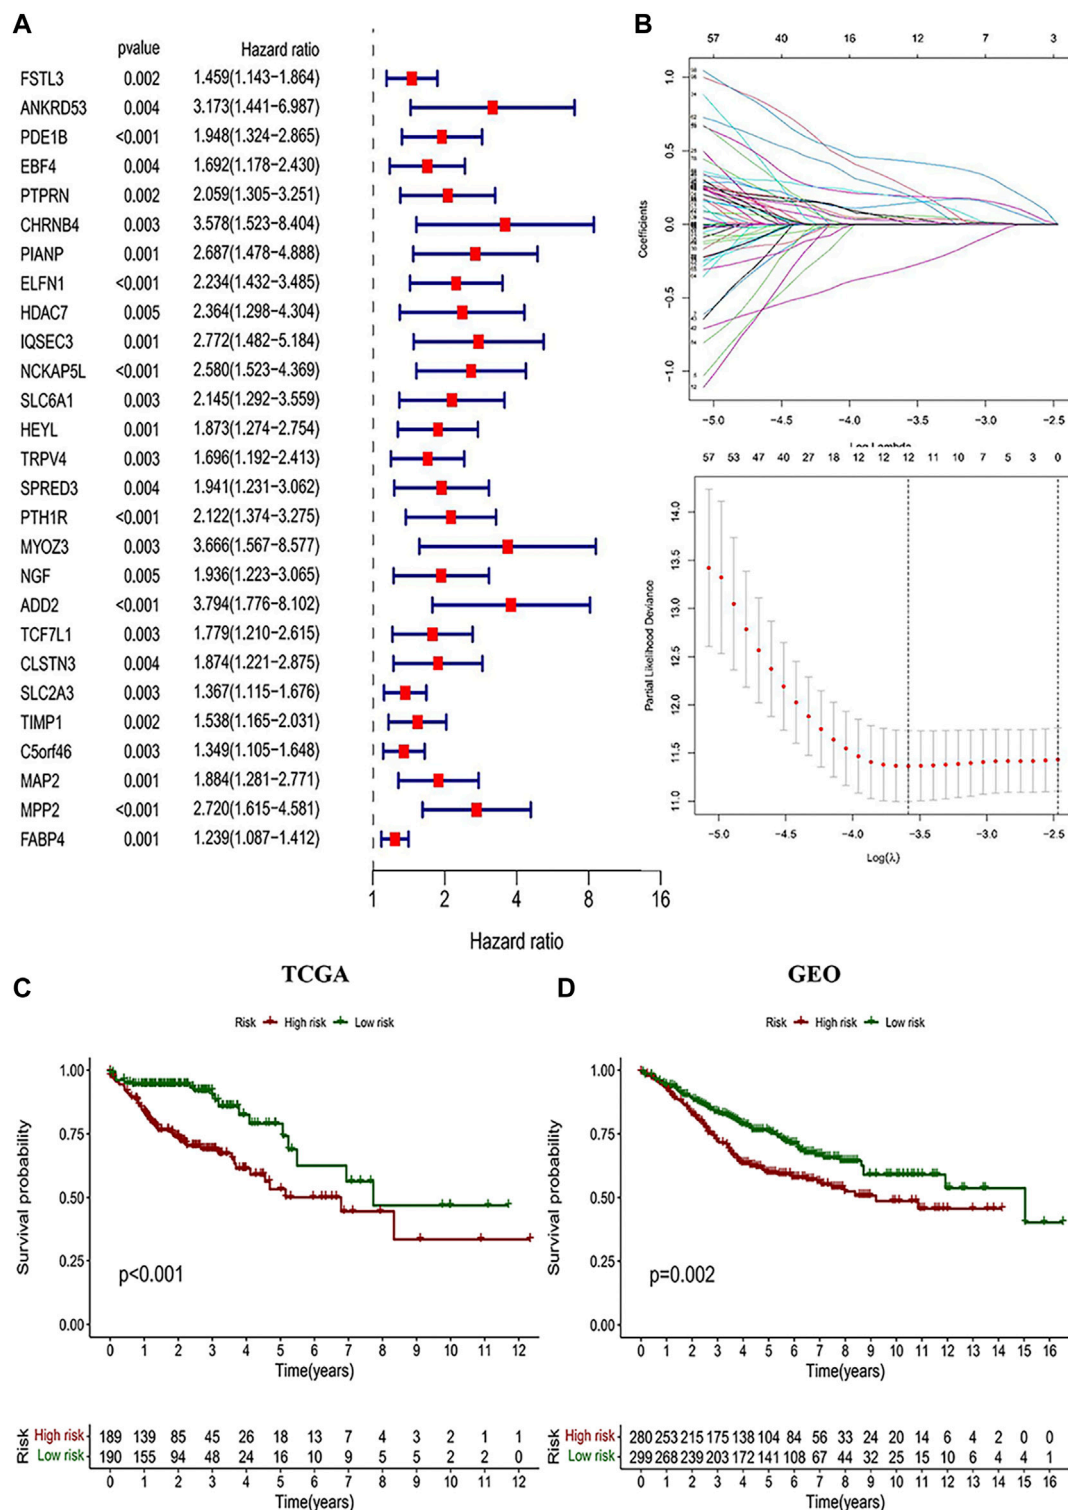 A
pvalue Hazard ratio
FSTL3 0.002 1.459(1.143−1.864)
ANKRD53 0.004 3.173(1.441−6.987)
PDE1B <0.001 1.948(1.324−2.865)
EBF4 0.004 1.692(1.178−2.430)
PTPRN 0.002 2.059(1.305−3.251)
CHRNB4 0.003 3.578(1.523−8.404)
PIANP 0.001 2.687(1.478−4.888)
ELFN1 <0.001 2.234(1.432−3.485)
HDAC7 0.005 2.364(1.298−4.304)
IQSEC3 0.001 2.772(1.482−5.184)
NCKAP5L <0.001 2.580(1.523−4.369)
SLC6A1 0.003 2.145(1.292−3.559)
HEYL 0.001 1.873(1.274−2.754)
TRPV4 0.003 1.696(1.192−2.413)
SPRED3 0.004 1.941(1.231−3.062)
PTH1R <0.001 2.122(1.374−3.275)
MYOZ3 0.003 3.666(1.567−8.577)
NGF 0.005 1.936(1.223−3.065)
ADD2 <0.001 3.794(1.776−8.102)
TCF7L1 0.003 1.779(1.210−2.615)
CLSTN3 0.004 1.874(1.221−2.875)
SLC2A3 0.003 1.367(1.115−1.676)
TIMP1 0.002 1.538(1.165−2.031)
C5orf46 0.003 1.349(1.105−1.648)
MAP2 0.001 1.884(1.281−2.771)
MPP2 <0.001 2.720(1.615−4.581)
FABP4 0.001 1.239(1.087−1.412)
1 2 4 8 16
Hazard ratio
B
57 40 16 12 7 3
1.0
0.5
0.0
−0.5
−1.0
Coefficients
−5.0 −4.5 −4.0 −3.5 −3.0 −2.5
Log Lambda
57 53 47 40 27 18 12 12 12 11 10 7 5 3 0
14.0
13.5
13.0
12.5
12.0
11.5
11.0
Partial Likelihood Deviance
−5.0 −4.5 −4.0 −3.5 −3.0 −2.5
Log(λ)
C
TCGA
Risk High risk Low risk
1.00
0.75
0.50
0.25
0.00
Survival probability
p<0.001
0 1 2 3 4 5 6 7 8 9 10 11 12
Time(years)
Risk
High risk 189 139 85 45 26 18 13 7 4 3 2 1 1
Low risk 190 155 94 48 24 16 10 9 5 5 2 2 0
0 1 2 3 4 5 6 7 8 9 10 11 12
Time(years)
D
GEO
Risk High risk Low risk
1.00
0.75
0.50
0.25
0.00
Survival probability
p=0.002
0 1 2 3 4 5 6 7 8 9 10 11 12 13 14 15 16
Time(years)
Risk
High risk 280 253 215 175 138 104 84 56 33 24 20 14 6 4 2 0 0
Low risk 299 268 239 203 172 141 108 67 44 32 25 15 10 6 4 4 1
0 1 2 3 4 5 6 7 8 9 10 11 12 13 14 15 16
Time(years)